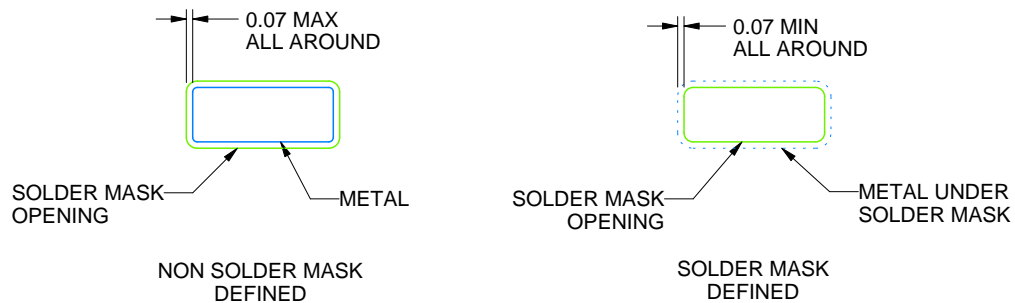 0.07 MAX
ALL AROUND
SOLDER MASK
OPENING
METAL
NON SOLDER MASK
DEFINED
0.07 MIN
ALL AROUND
SOLDER MASK
OPENING
METAL UNDER
SOLDER MASK
SOLDER MASK
DEFINED